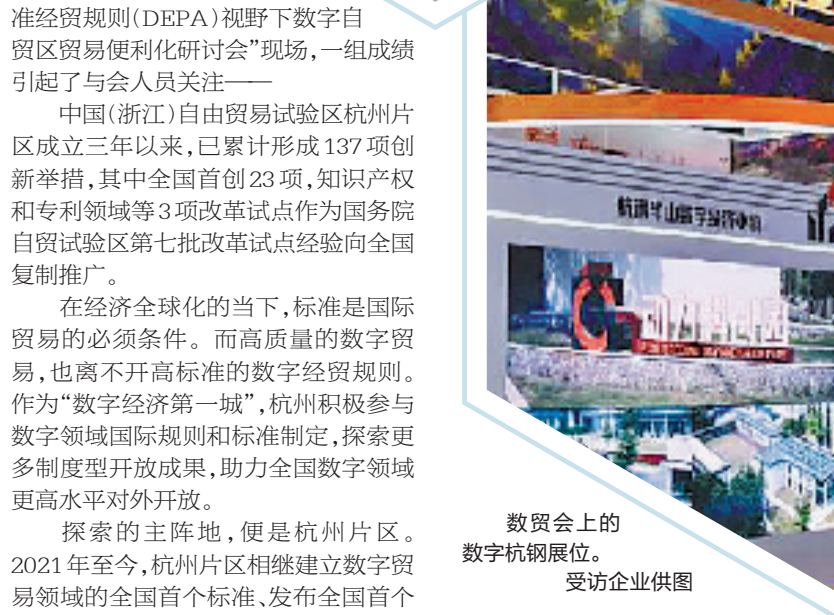 准经贸规则(DEPA)视野下数字自
贸区贸易便利化研讨会”现场,一组成绩
引起了与会人员关注——
中国(浙江)自由贸易试验区杭州片
区成立三年以来,已累计形成137项创
新举措,其中全国首创23项,知识产权
和专利领域等3项改革试点作为国务院
自贸试验区第七批改革试点经验向全国
复制推广。
在经济全球化的当下,标准是国际
贸易的必须条件。而高质量的数字贸
易,也离不开高标准的数字经贸规则。
作为“数字经济第一城”,杭州积极参与
数字领域国际规则和标准制定,探索更
多制度型开放成果,助力全国数字领域
更高水平对外开放。
探索的主阵地,便是杭州片区。
2021年至今,杭州片区相继建立数字贸
易领域的全国首个标准、发布全国首个
数贸会上的
数字杭钢展位。
受访企业供图